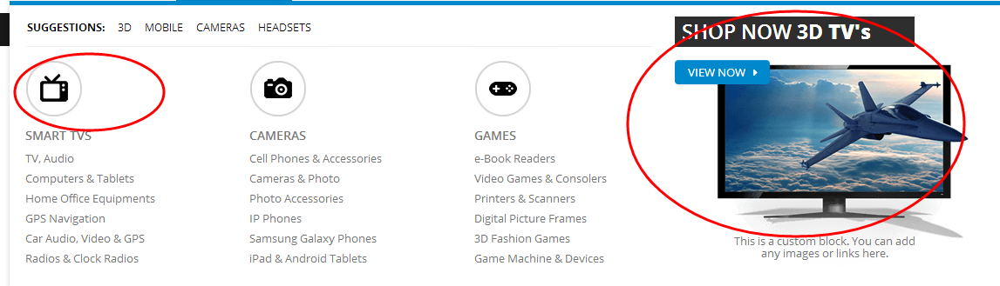 SUGGESTIONS: 3D MOBILE CAMERAS HEADSETS
SHOP NOW 3D TV's
VIEW NOW
SMART TVS
TV, Audio
Computers & Tablets
Home Office Equipments
GPS Navigation
Car Audio, Video & GPS
Radios & Clock Radios
CAMERAS
Cell Phones & Accessories
Cameras & Photo
Photo Accessories
IP Phones
Samsung Galaxy Phones
iPad & Android Tablets
GAMES
e-Book Readers
Video Games & Consolers
Printers & Scanners
Digital Picture Frames
3D Fashion Games
Game Machine & Devices
This is a custom block. You can add
any images or links here.